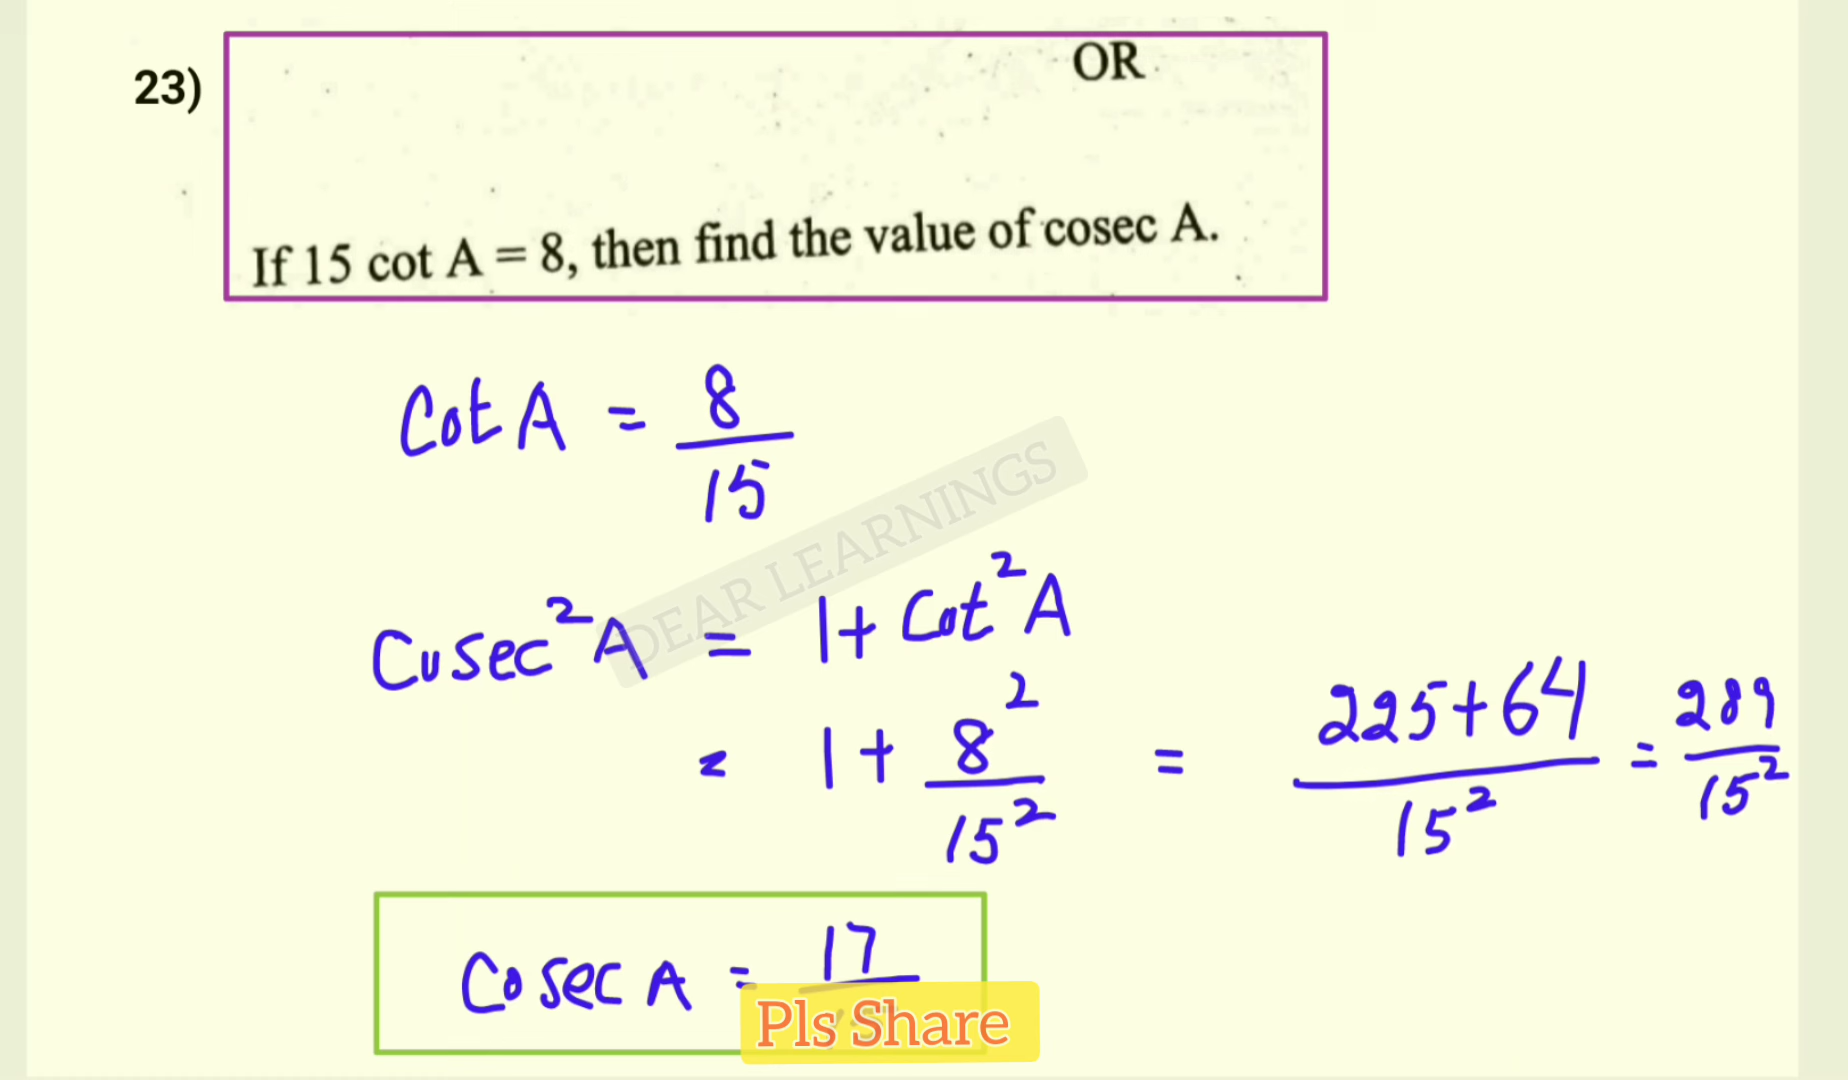 23)
OR
If 15 cot A = 8, then find the value of cosec A.
Cot A = 8/15
DEAR LEARNINGS
Cosec²A = 1 + Cot²A
= 1 + 8²/15² = 225+64/15² = 289/15²
Cosec A = 17
Pls Share